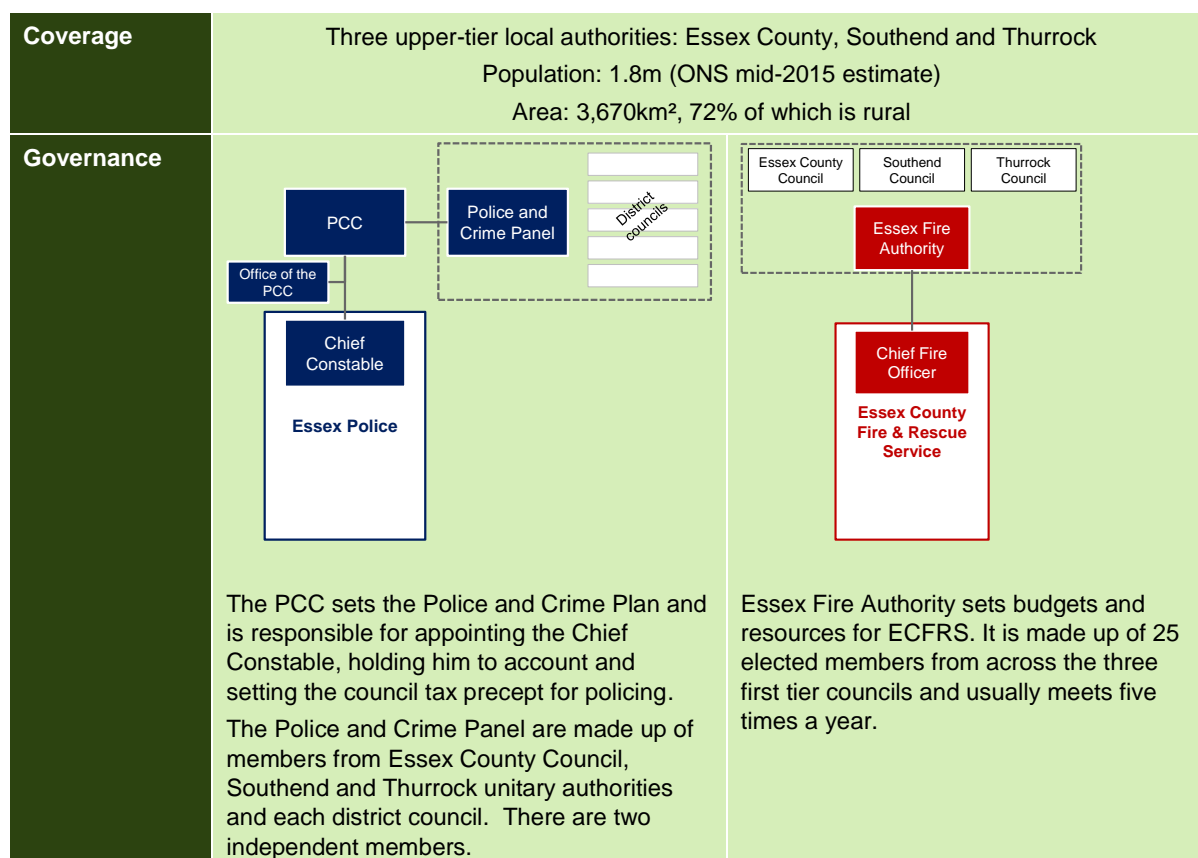 Coverage
Three upper-tier local authorities: Essex County, Southend and Thurrock
Population: 1.8m (ONS mid-2015 estimate)
Area: 3,670km², 72% of which is rural
Governance
PCC
Police and
Crime Panel
District
councils
Office of the
PCC
Chief
Constable
Essex Police
The PCC sets the Police and Crime Plan and
is responsible for appointing the Chief
Constable, holding him to account and
setting the council tax precept for policing.
The Police and Crime Panel are made up of
members from Essex County Council,
Southend and Thurrock unitary authorities
and each district council.  There are two
independent members.
Essex County
Council
Southend
Council
Thurrock
Council
Essex Fire
Authority
Chief Fire
Officer
Essex County
Fire & Rescue
Service
Essex Fire Authority sets budgets and
resources for ECFRS. It is made up of 25
elected members from across the three
first tier councils and usually meets five
times a year.